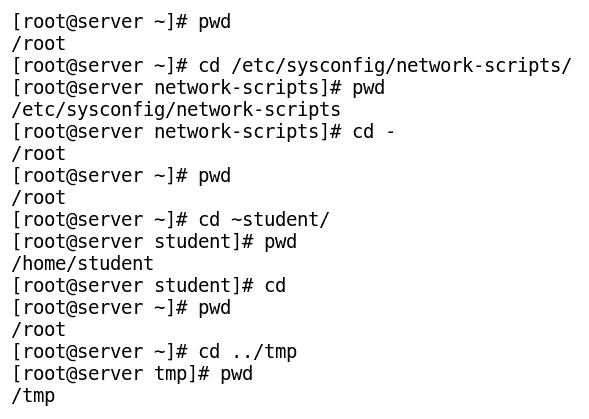 [root@server ~]# pwd
/root
[root@server ~]# cd /etc/sysconfig/network-scripts/
[root@server network-scripts]# pwd
/etc/sysconfig/network-scripts
[root@server network-scripts]# cd -
/root
[root@server ~]# pwd
/root
[root@server ~]# cd ~student/
[root@server student]# pwd
/home/student
[root@server student]# cd
[root@server ~]# pwd
/root
[root@server ~]# cd ../tmp
[root@server tmp]# pwd
/tmp